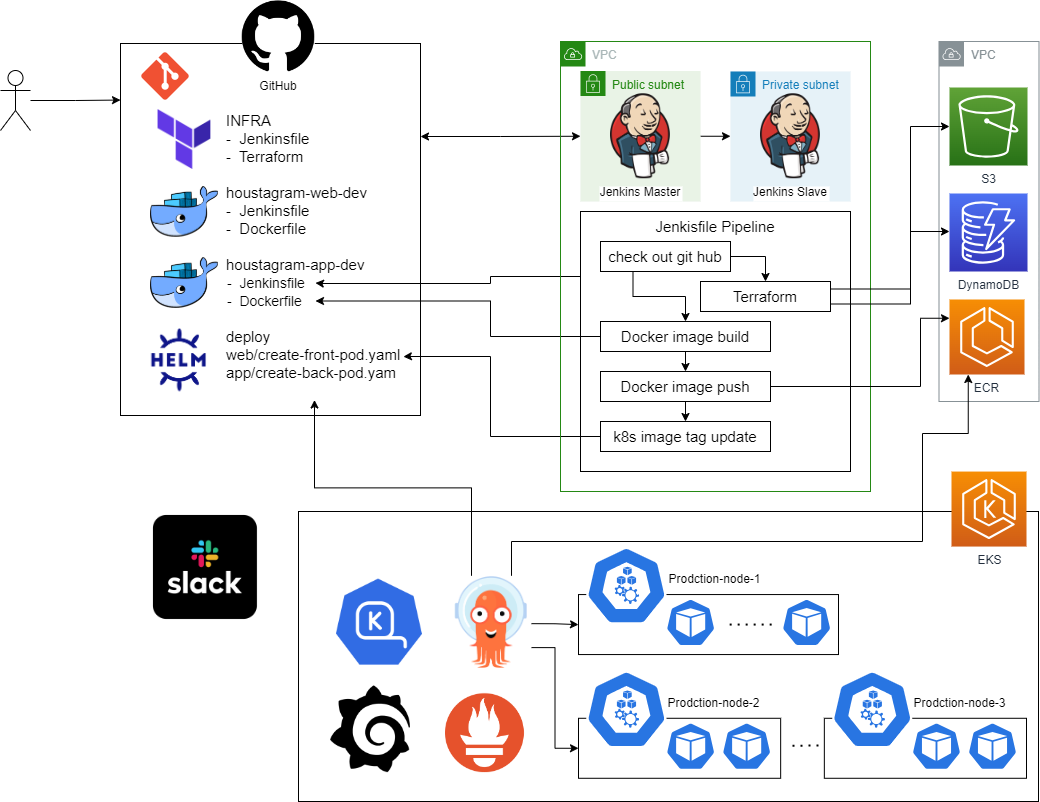 GitHub
INFRA
- Jenkinsfile
- Terraform
houstagram-web-dev
- Jenkinsfile
- Dockerfile
houstagram-app-dev
- Jenkinsfile
- Dockerfile
HELM
deploy
web/create-front-pod.yaml
app/create-back-pod.yam
VPC
Public subnet
Private subnet
Jenkins Master
Jenkins Slave
Jenkisfile Pipeline
check out git hub
Terraform
Docker image build
Docker image push
k8s image tag update
VPC
S3
DynamoDB
ECR
K
EKS
slack
K
Prodction-node-1
......
Prodction-node-2
....
Prodction-node-3